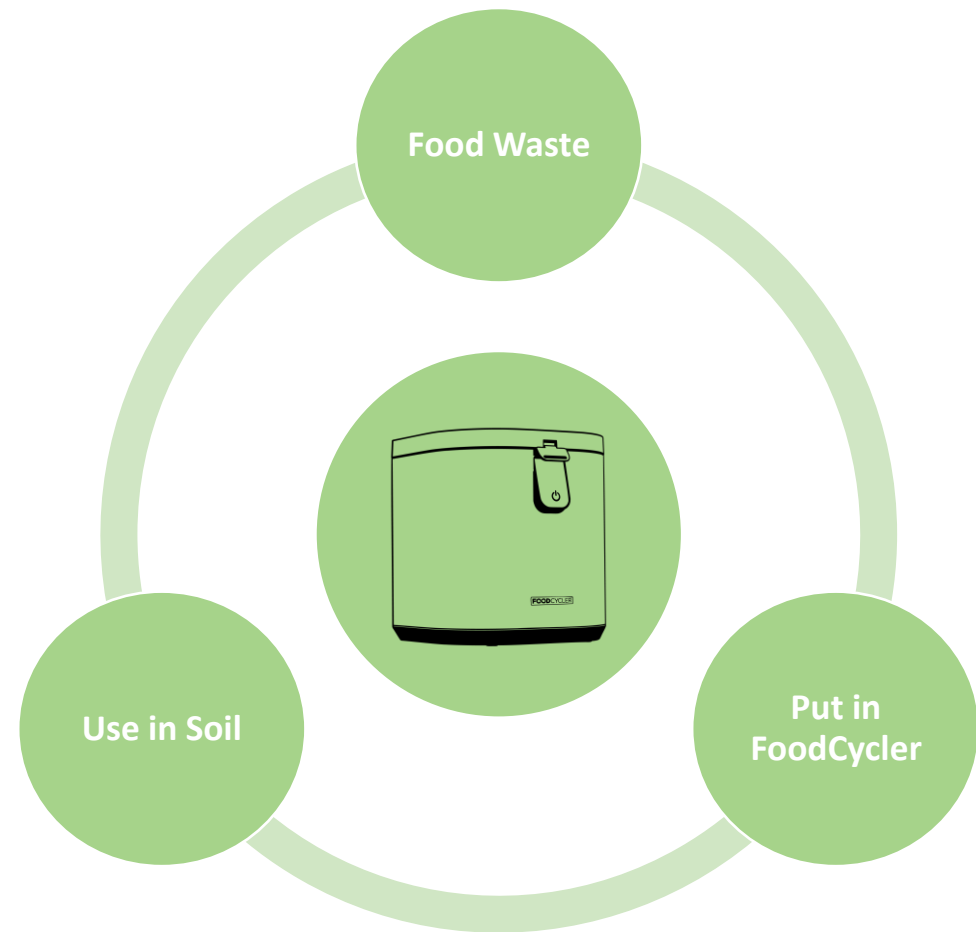 Food Waste
FOODCYCLER
Use in Soil
Put in
FoodCycler